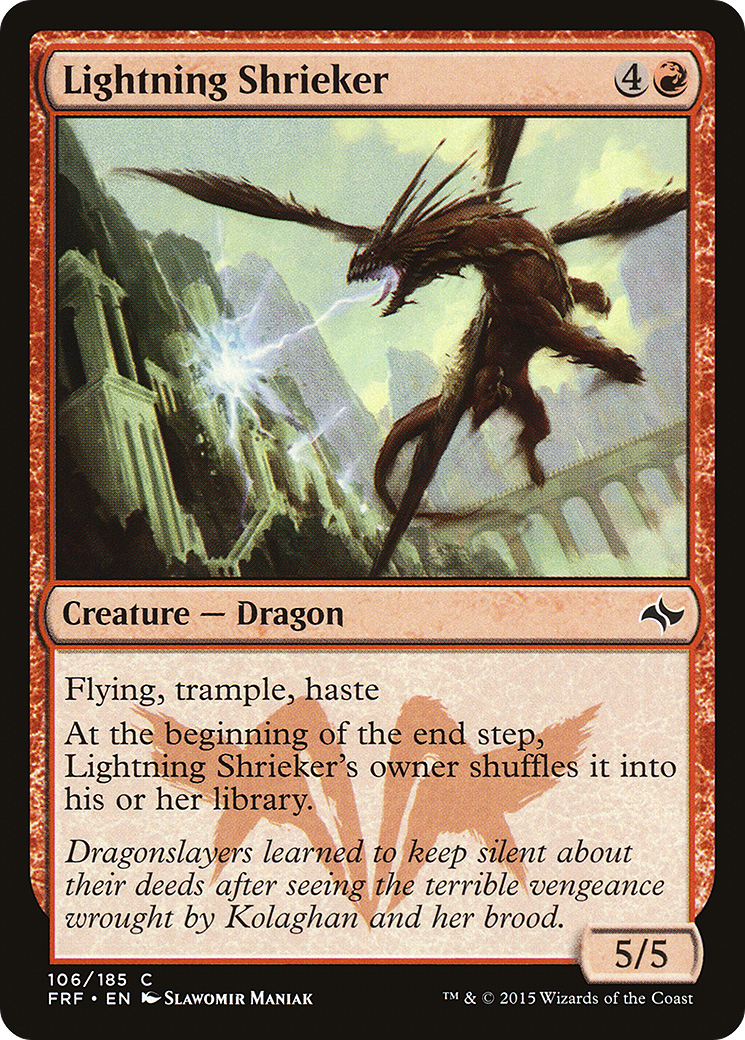 Lightning Shrieker 4
Creature — Dragon
Flying, trample, haste
At the beginning of the end step,
Lightning Shrieker's owner shuffles it into
his or her library.
Dragonslayers learned to keep silent about
their deeds after seeing the terrible vengeance
wrought by Kolaghan and her brood.
5/5
106/185 C
FRF • EN SLAWOMIR MANIAK
™ & © 2015 Wizards of the Coast